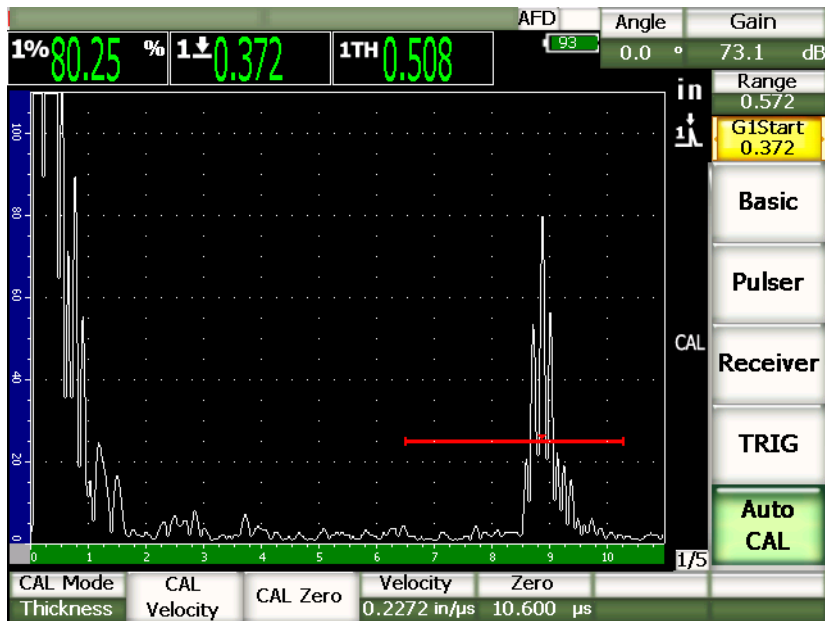 AFD
Angle
Gain
1% 80.25 %
1 0.372
1TH 0.508
93
0.0 °
73.1 dB
in
Range
0.572
1
G1Start
0.372
100
80
60
40
20
0
0 1 2 3 4 5 6 7 8 9 10
CAL
Basic
Pulser
Receiver
TRIG
Auto
CAL
1/5
CAL Mode
Thickness
CAL
Velocity
CAL Zero
Velocity
0.2272 in/µs
Zero
10.600 µs